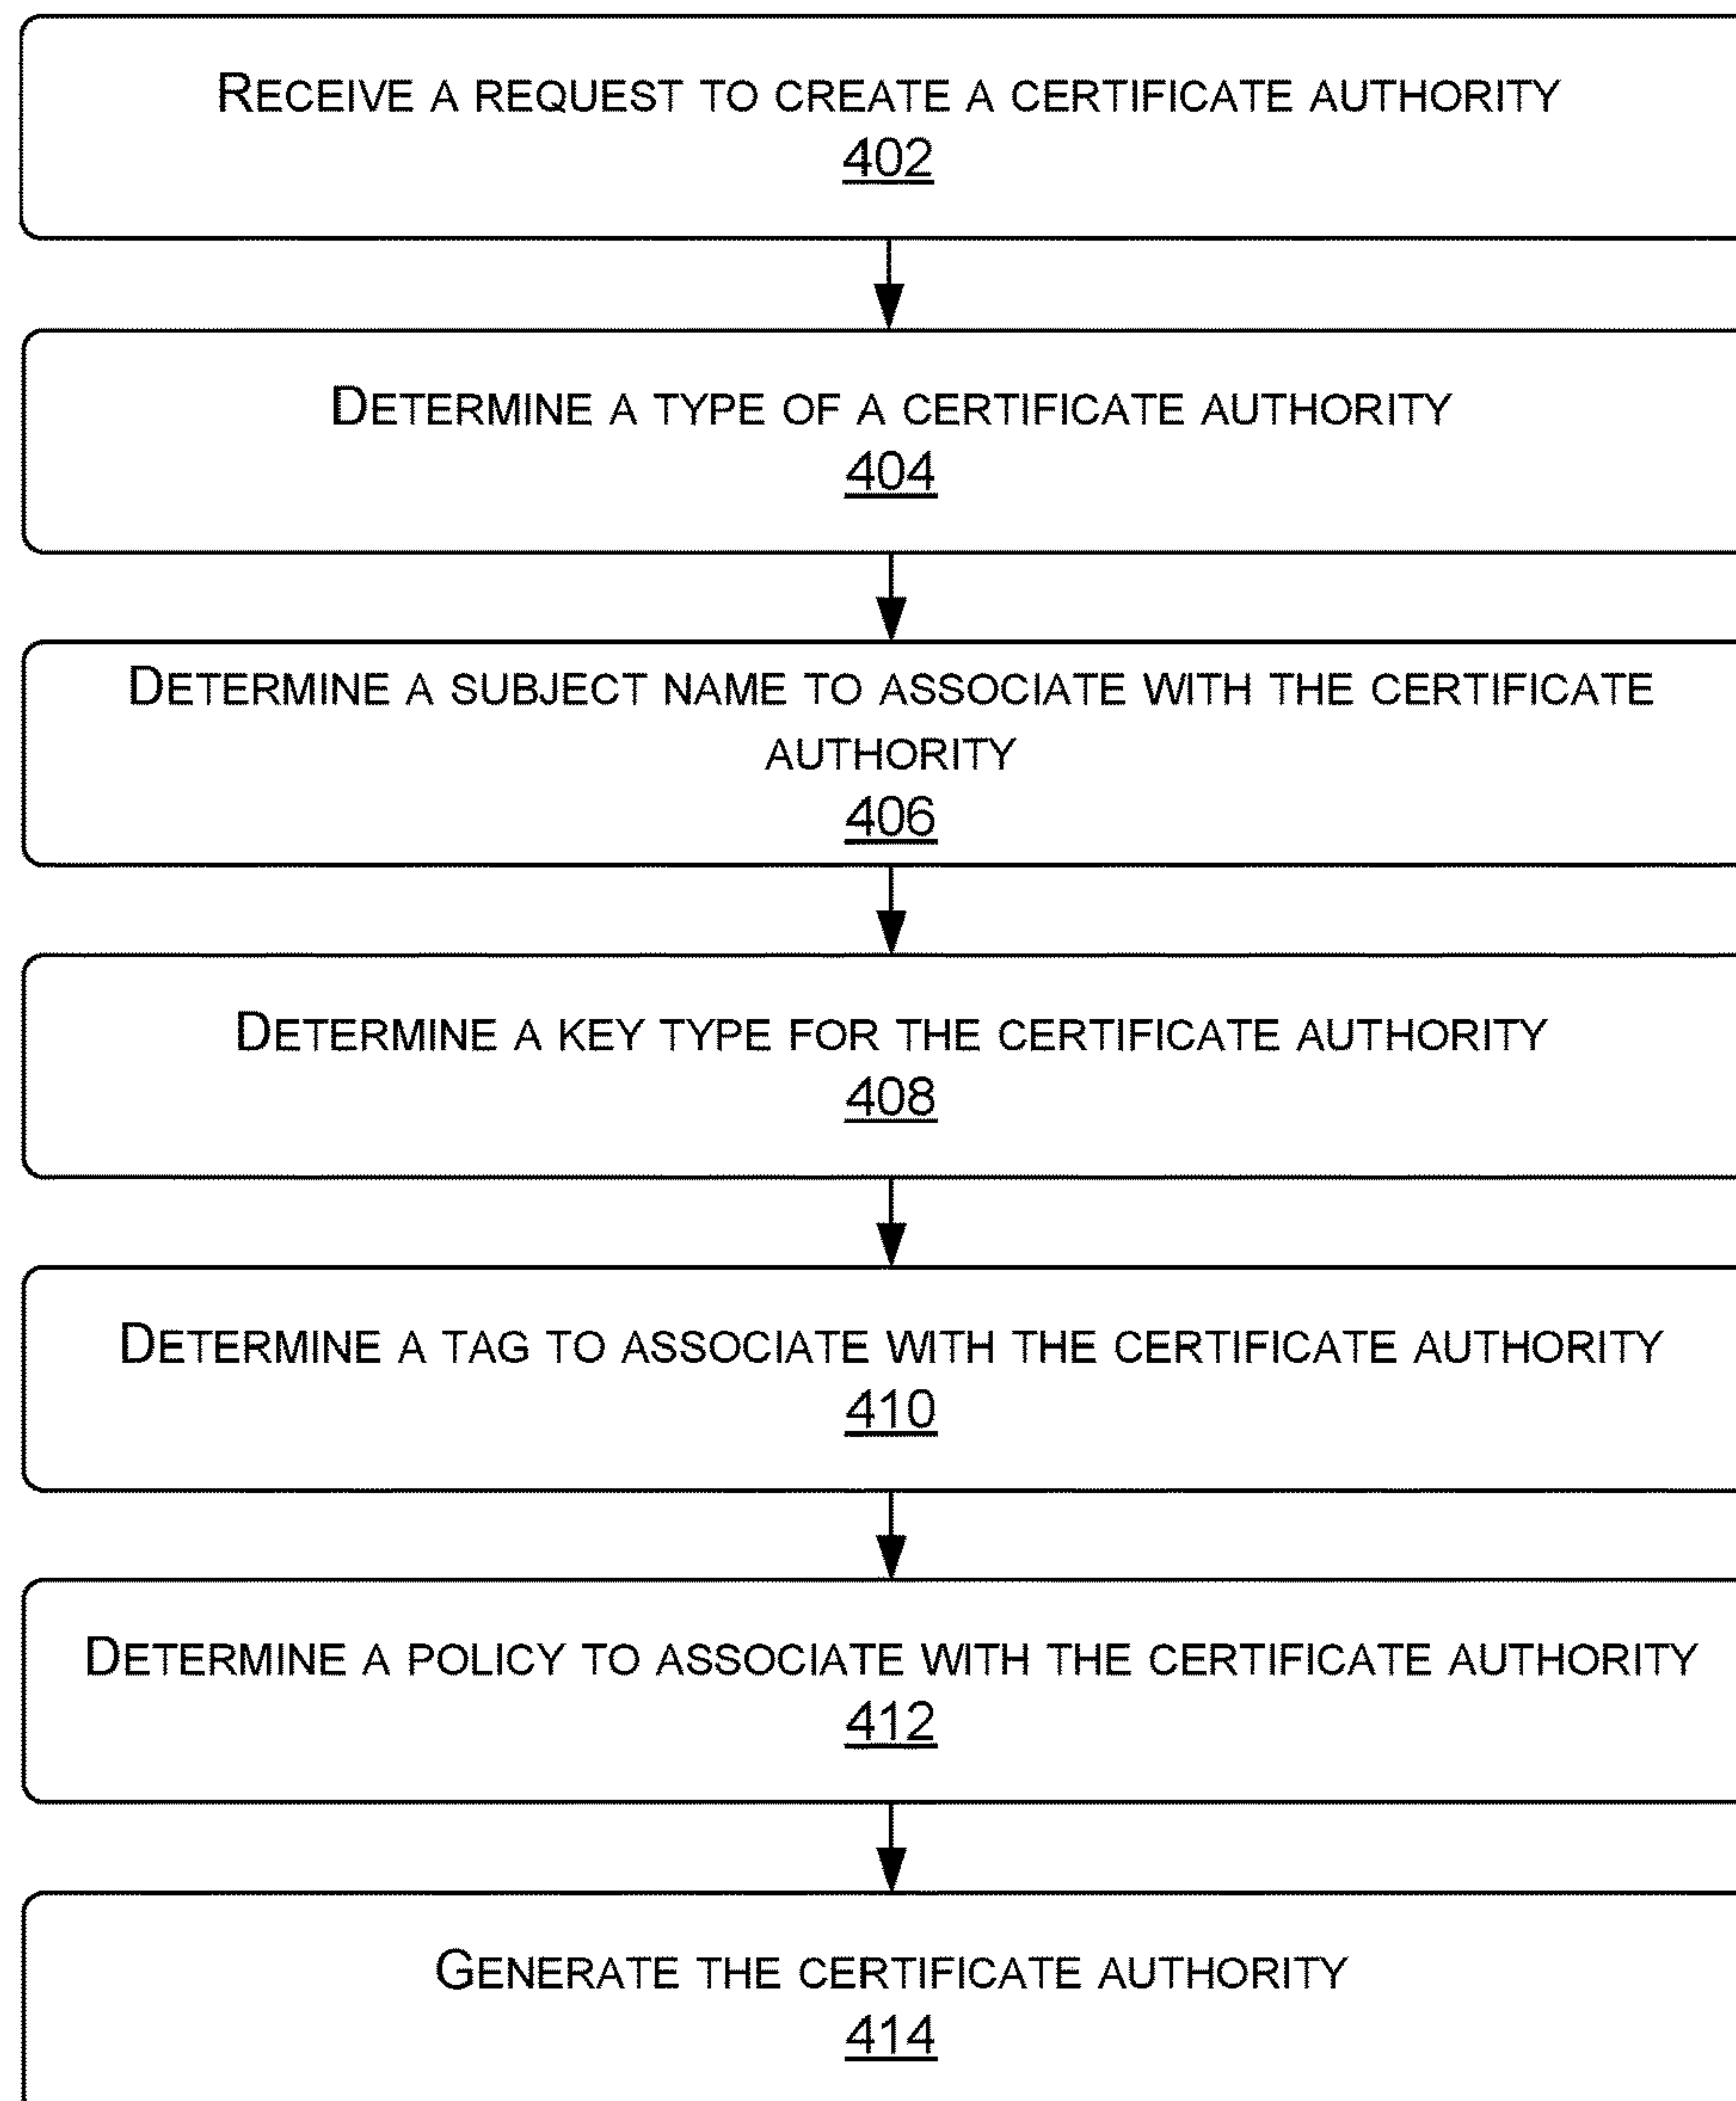 RECEIVE A REQUEST TO CREATE A CERTIFICATE AUTHORITY
402
DETERMINE A TYPE OF A CERTIFICATE AUTHORITY
404
DETERMINE A SUBJECT NAME TO ASSOCIATE WITH THE CERTIFICATE
AUTHORITY
406
DETERMINE A KEY TYPE FOR THE CERTIFICATE AUTHORITY
408
DETERMINE A TAG TO ASSOCIATE WITH THE CERTIFICATE AUTHORITY
410
DETERMINE A POLICY TO ASSOCIATE WITH THE CERTIFICATE AUTHORITY
412
GENERATE THE CERTIFICATE AUTHORITY
414